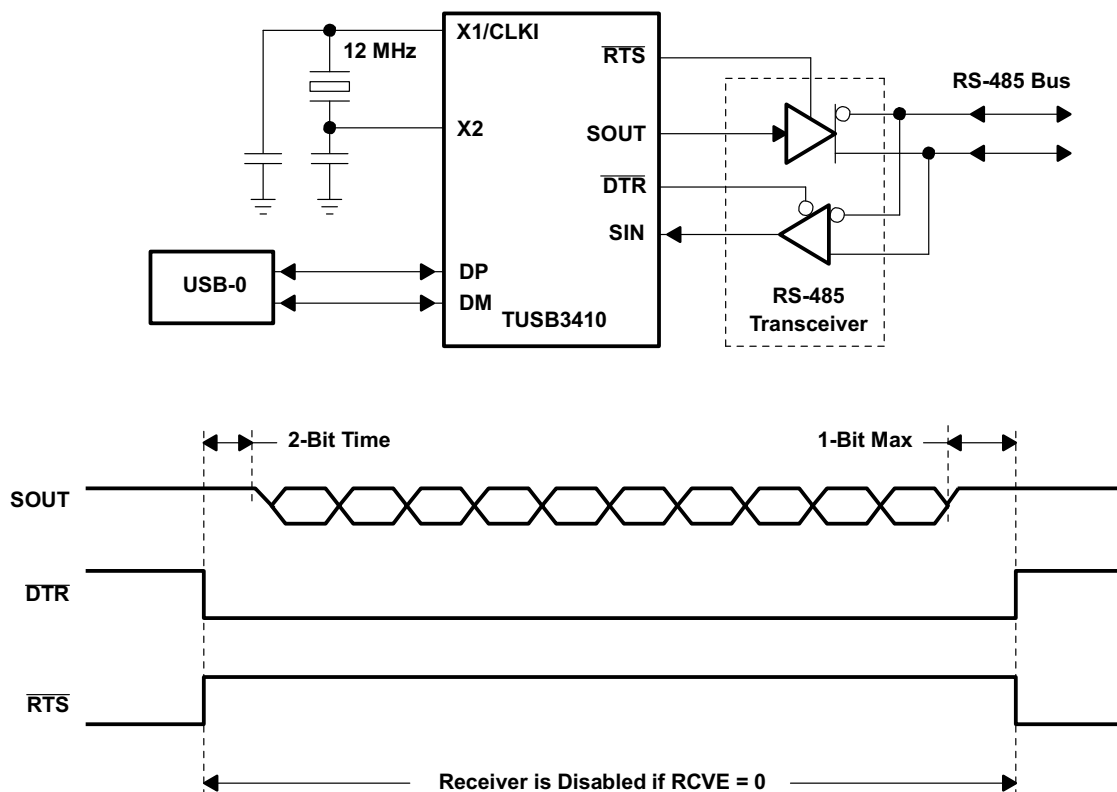 X1/CLKI
12 MHz
RTS
RS-485 Bus
X2
SOUT
DTR
SIN
USB-0
DP
DM
RS-485
Transceiver
TUSB3410
2-Bit Time
1-Bit Max
SOUT
DTR
RTS
Receiver is Disabled if RCVE = 0